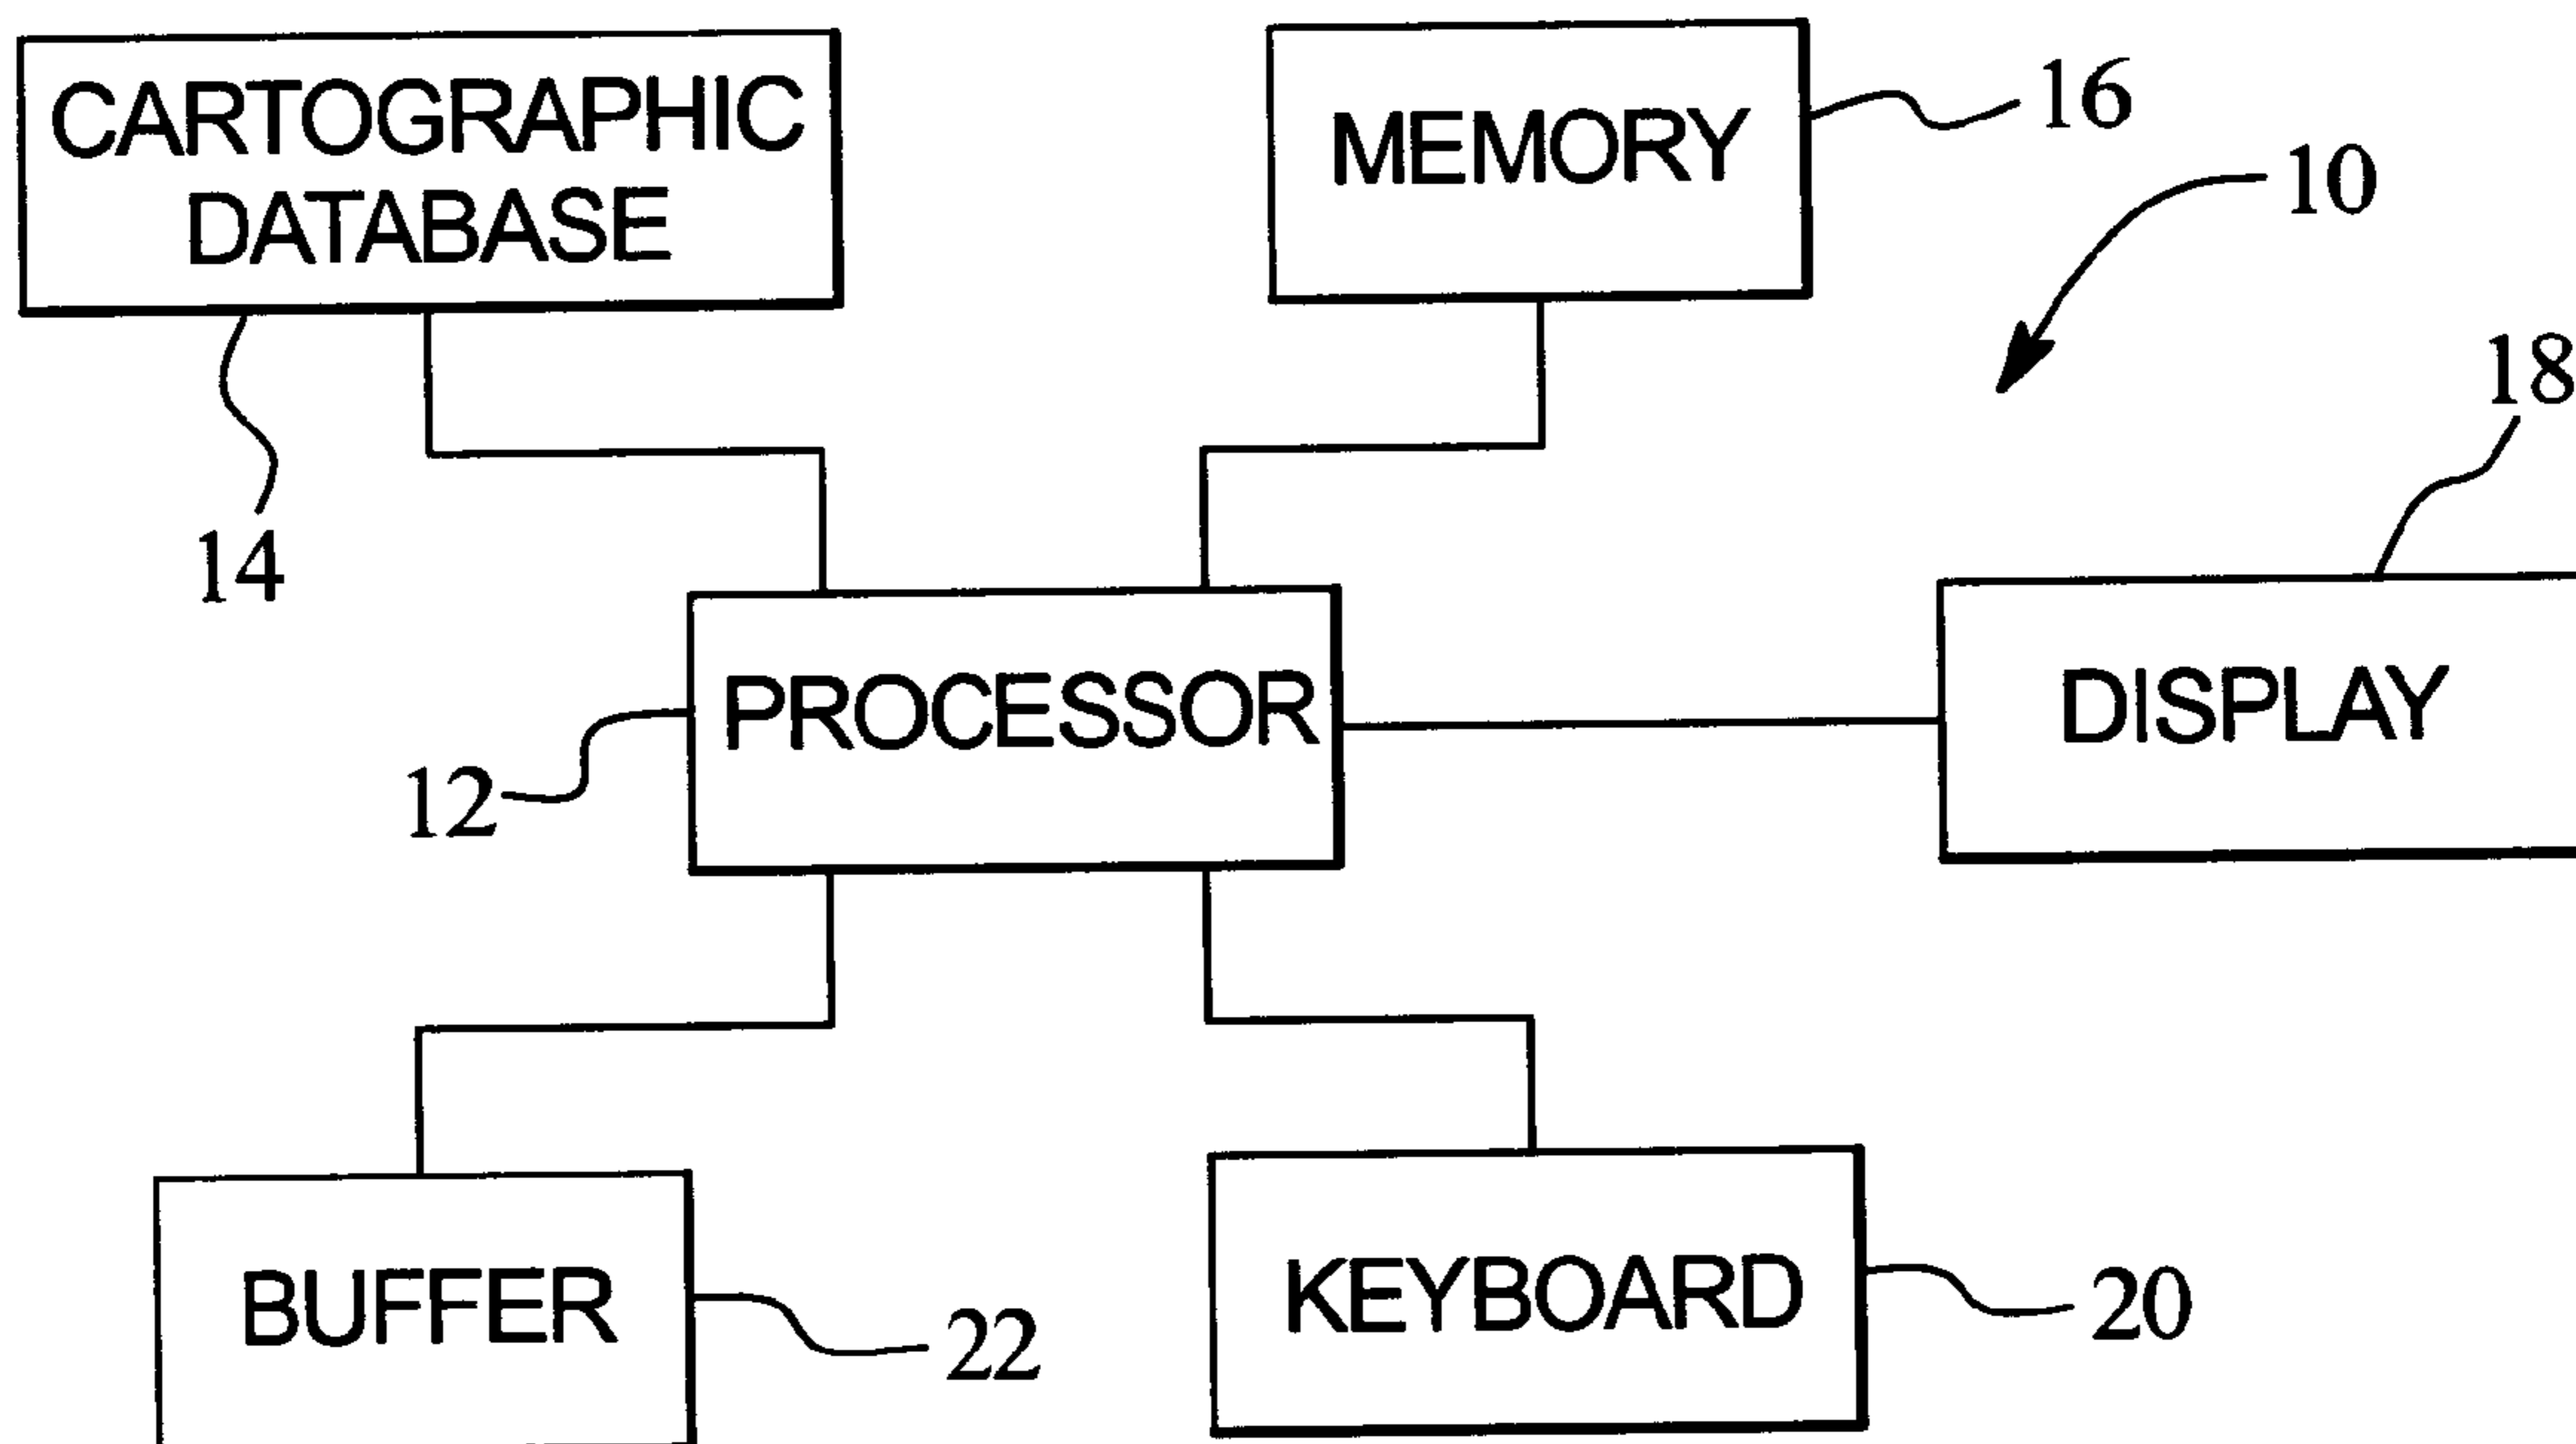 CARTOGRAPHIC
DATABASE
MEMORY
16
10
18
14
PROCESSOR
DISPLAY
12
BUFFER
KEYBOARD
22
20